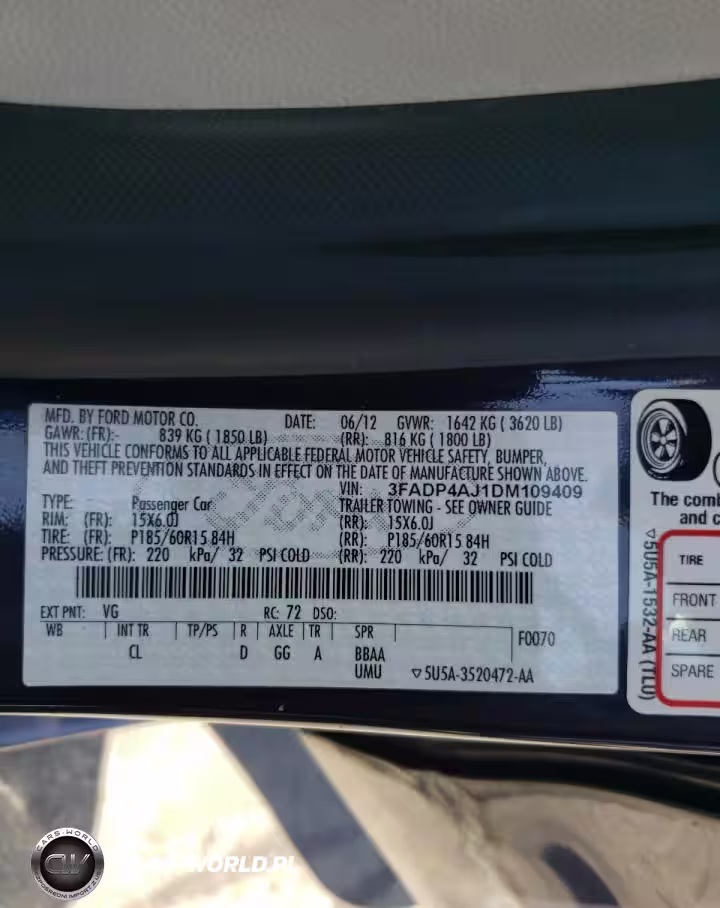 MFD. BY FORD MOTOR CO. DATE: 06/12 GVWR: 1642 KG ( 3620 LB)
GAWR:(FR):- 839 KG ( 1850 LB) (RR): 816 KG ( 1800 LB)
THIS VEHICLE CONFORMS TO ALL APPLICABLE FEDERAL MOTOR VEHICLE SAFETY, BUMPER,
AND THEFT PREVENTION STANDARDS IN EFFECT ON THE DATE OF MANUFACTURE SHOWN ABOVE.
VIN: 3FADP4AJ1DM109409
TYPE: Passenger Car TRAILER TOWING - SEE OWNER GUIDE
RIM: (FR): 15X6.0J (RR): 15X6.0J
TIRE: (FR): P185/60R15 84H (RR): P185/60R15 84H
PRESSURE: (FR): 220 kPa/ 32 PSI COLD (RR): 220 kPa/ 32 PSI COLD
EXT PNT: VG RC: 72 DSO:
WB INT TR TP/PS R AXLE TR SPR F0070
CL D GG A BBAA
UMU ▽5U5A-3520472-AA
The comb
and c
▽5U5A-1532-AA (TLU)
TIRE
FRONT
REAR
SPARE
CARS-WORLD
CW
WORLD.PL